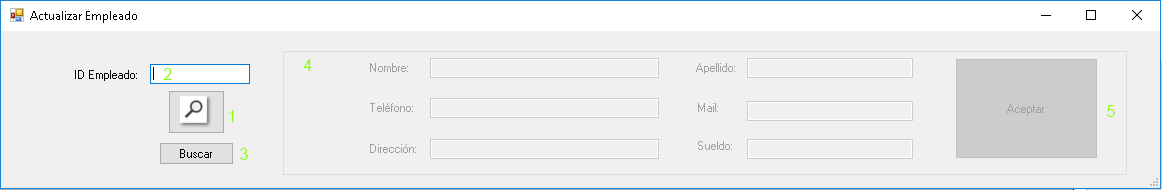 Actualizar Empleado
ID Empleado: 2
1
Buscar 3
4
Nombre: Apellido:
Teléfono: Mail:
Dirección: Sueldo:
Aceptar 5